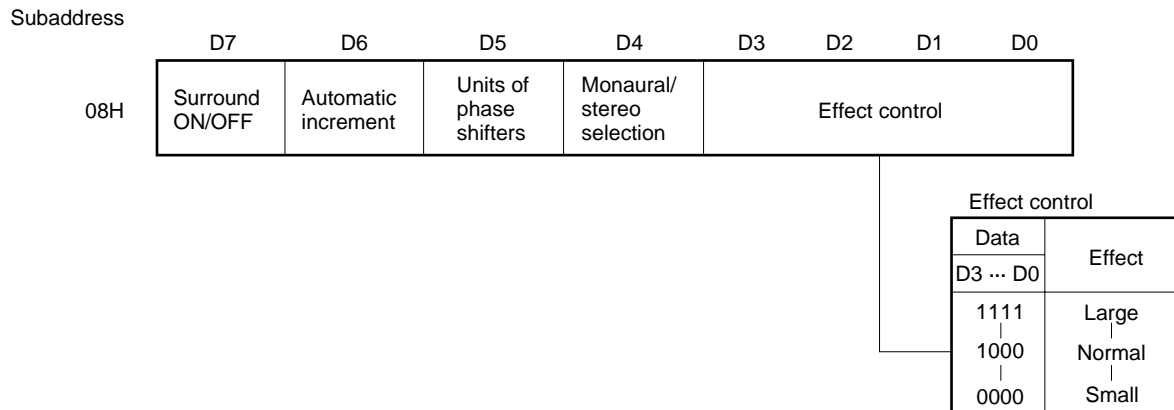 Subaddress
D7 D6 D5 D4 D3 D2 D1 D0
08H
Surround
ON/OFF
Automatic
increment
Units of
phase
shifters
Monaural/
stereo
selection
Effect control
Effect control
Data
Effect
D3 ··· D0
1111 Large
1000 Normal
0000 Small